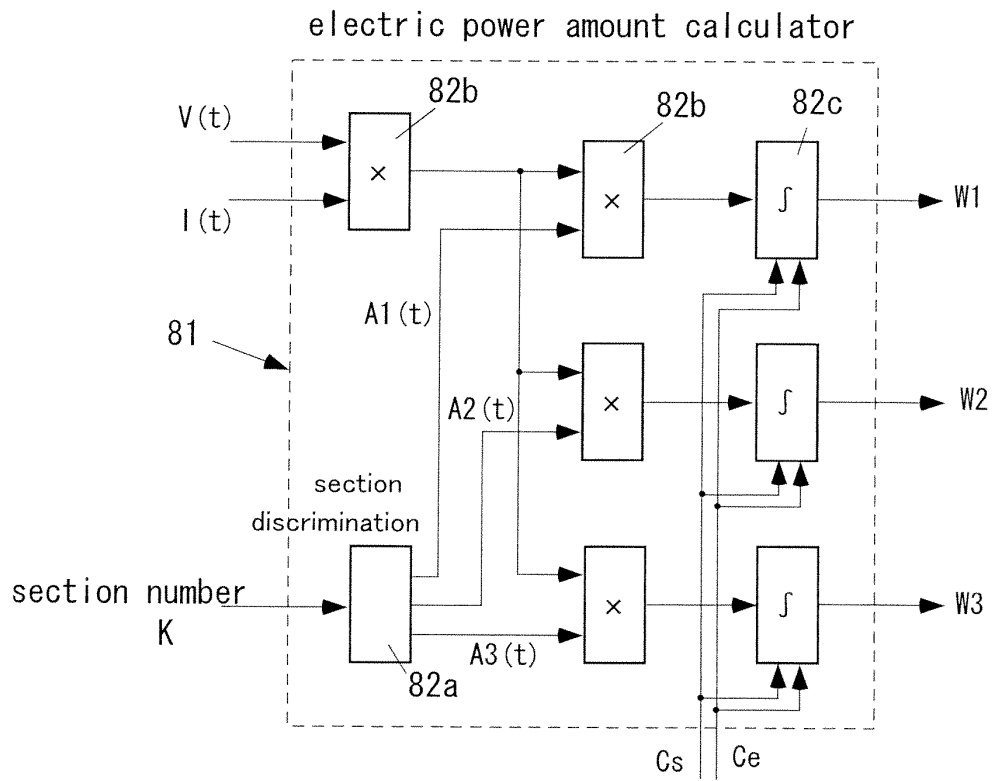 electric power amount calculator
82b
82b
82c
V(t)
×
×
∫
W1
I(t)
A1(t)
81
×
∫
W2
A2(t)
section
discrimination
section number
K
×
∫
W3
A3(t)
82a
Cs
Ce